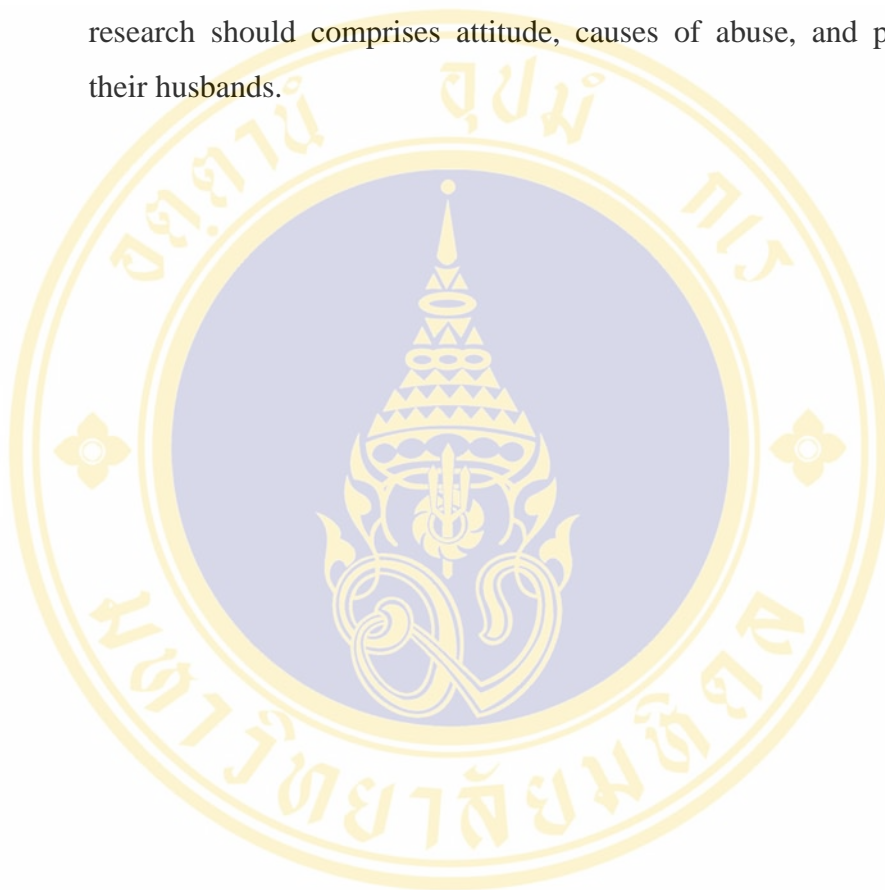 research should comprises attitude, causes of abuse, and
their husbands.
อตฺตานํ อุปมํ กเร
มหาวิทยาลัยมหิดล